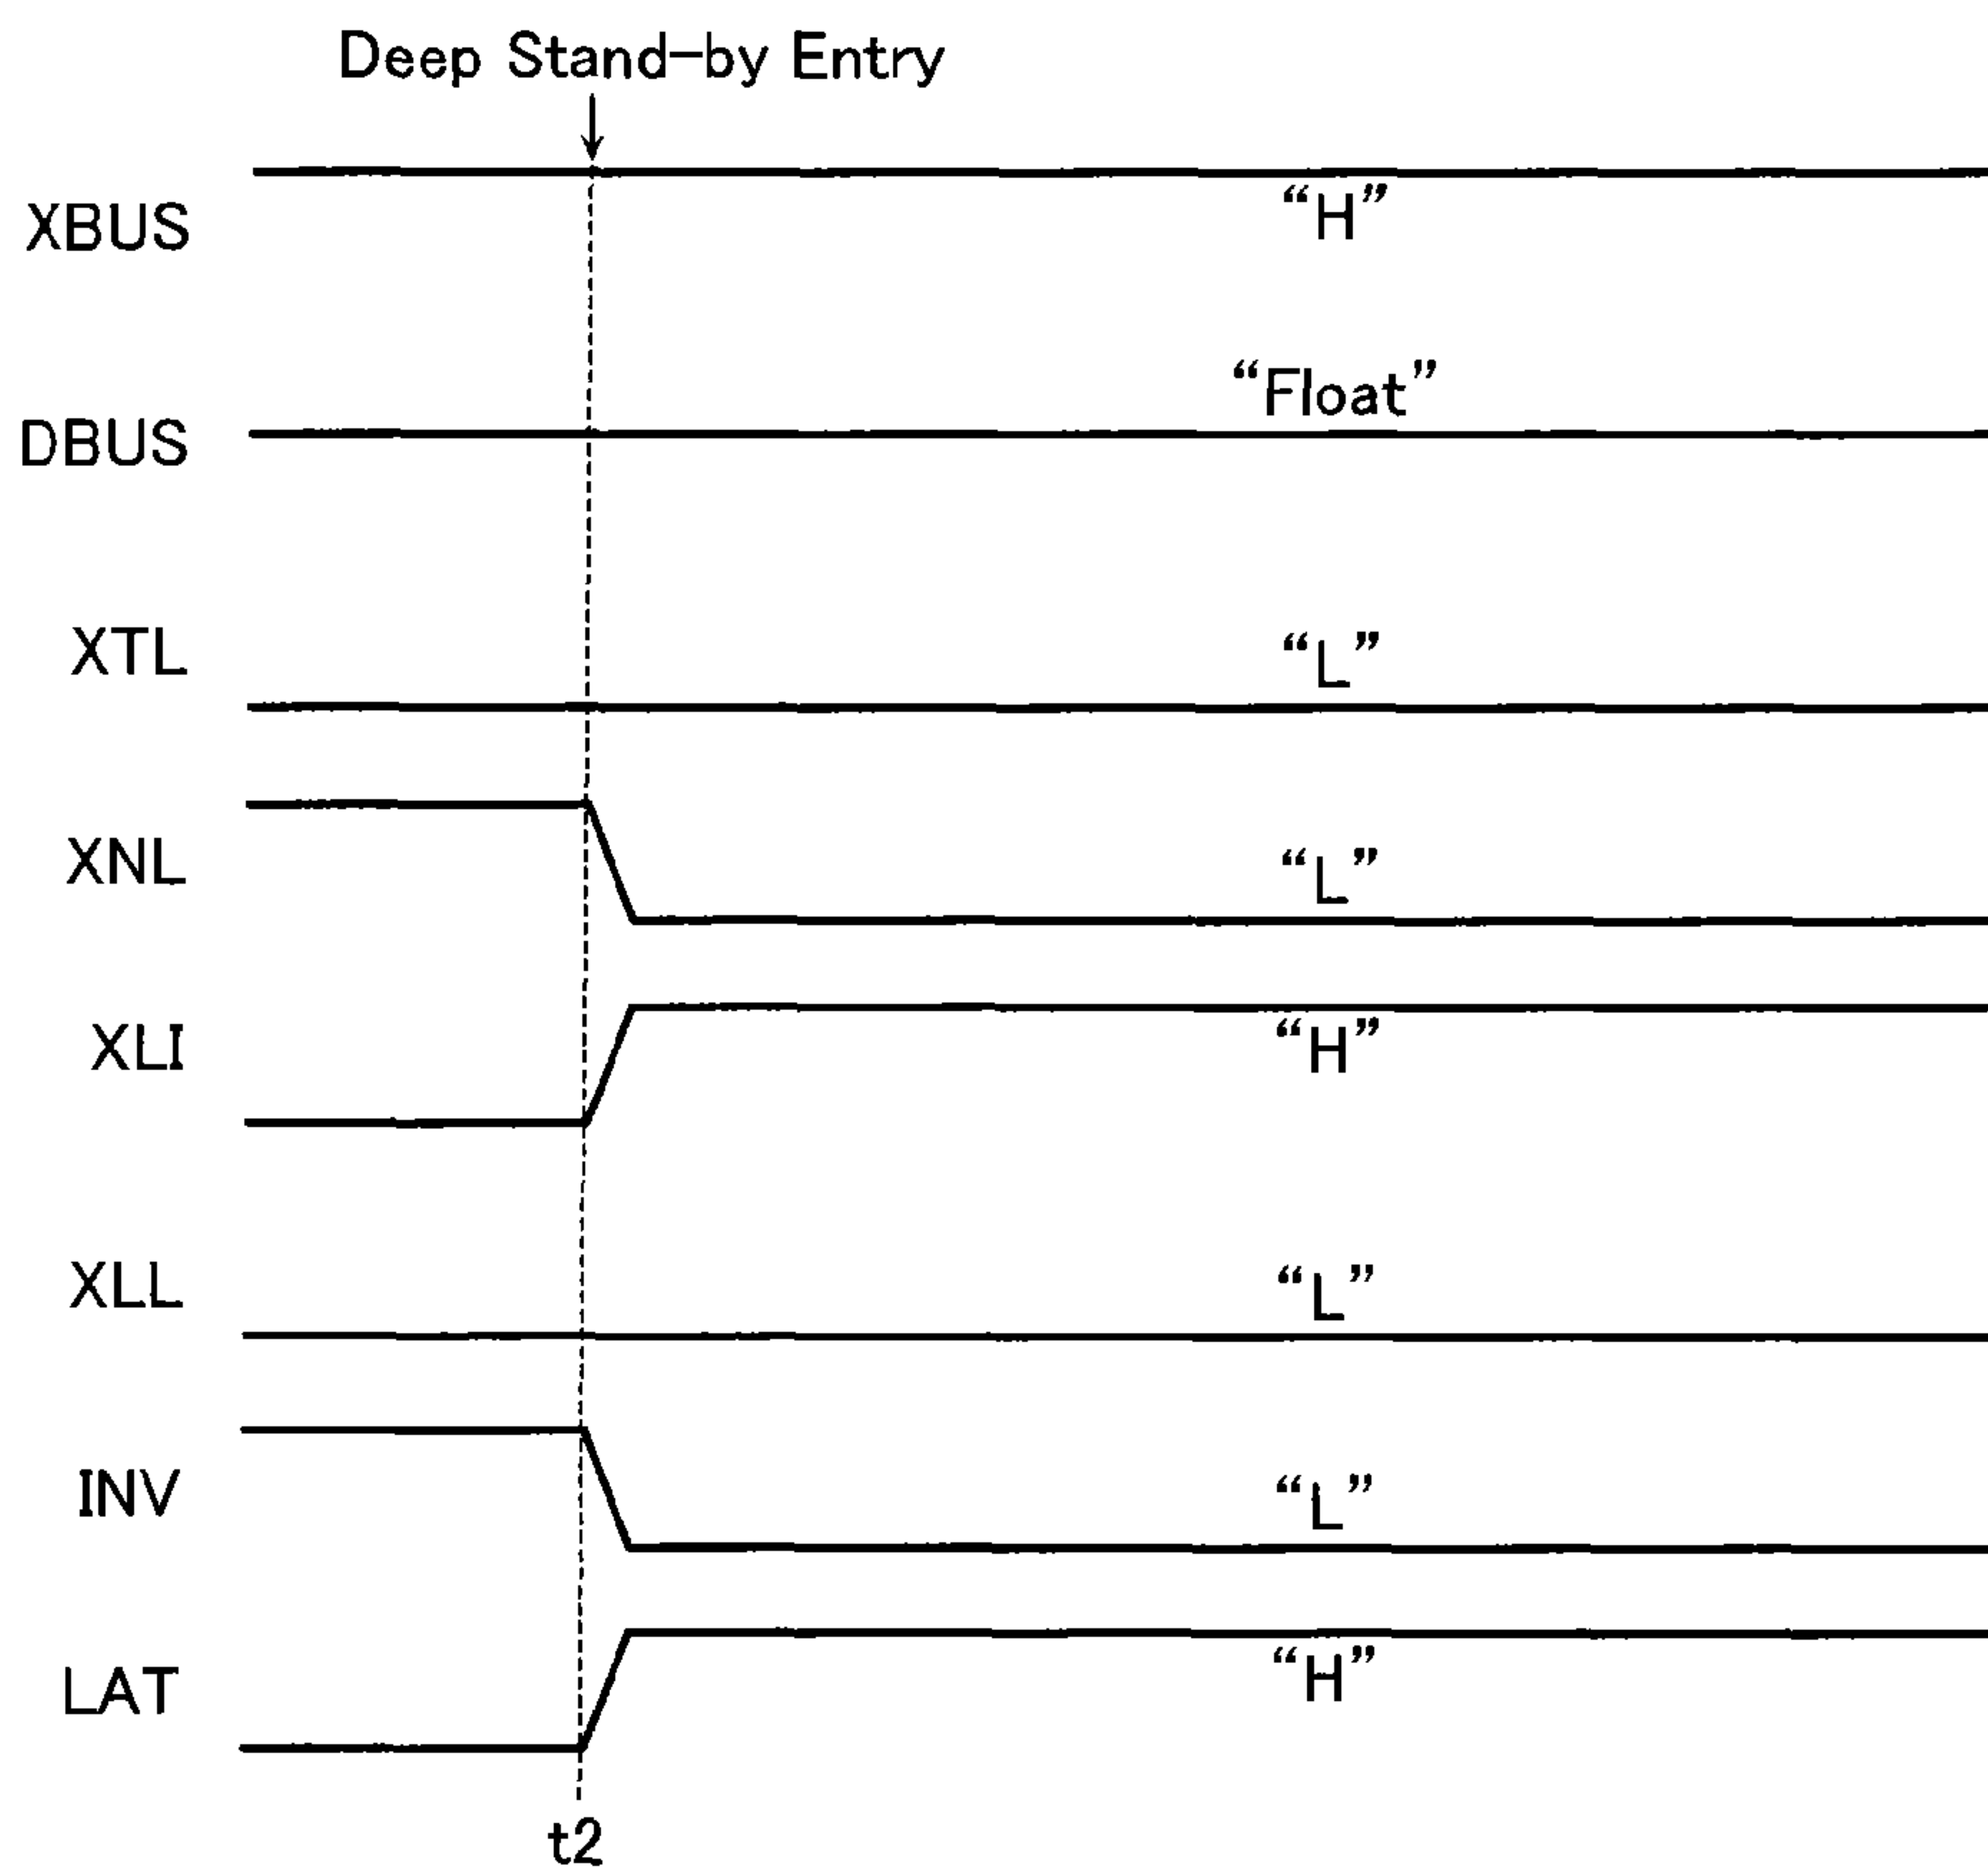 Deep Stand-by Entry
XBUS
“H”
DBUS
“Float”
XTL
“L”
XNL
“L”
XLI
“H”
XLL
“L”
INV
“L”
LAT
“H”
t2